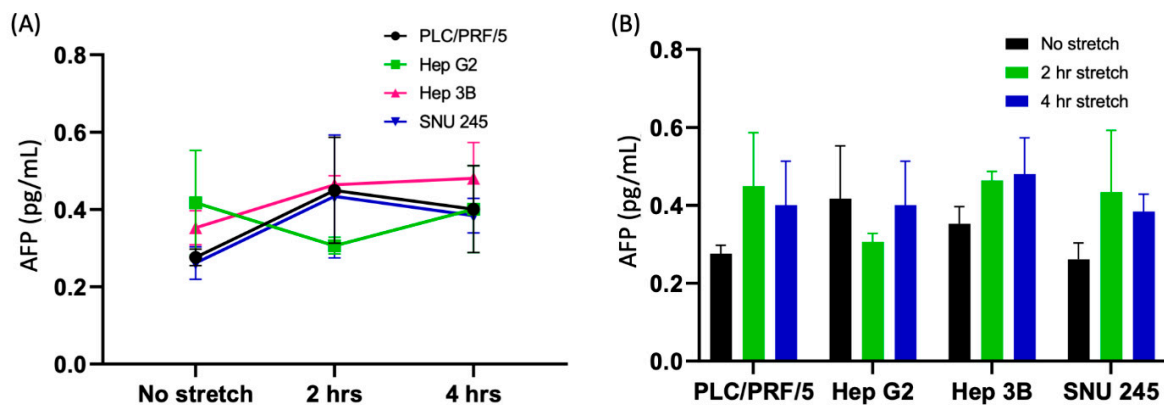 (A)
PLC/PRF/5
Hep G2
Hep 3B
SNU 245
AFP (pg/mL)
0.8
0.6
0.4
0.2
0.0
No stretch 2 hrs 4 hrs
(B)
No stretch
2 hr stretch
4 hr stretch
AFP (pg/mL)
0.8
0.6
0.4
0.2
0.0
PLC/PRF/5 Hep G2 Hep 3B SNU 245